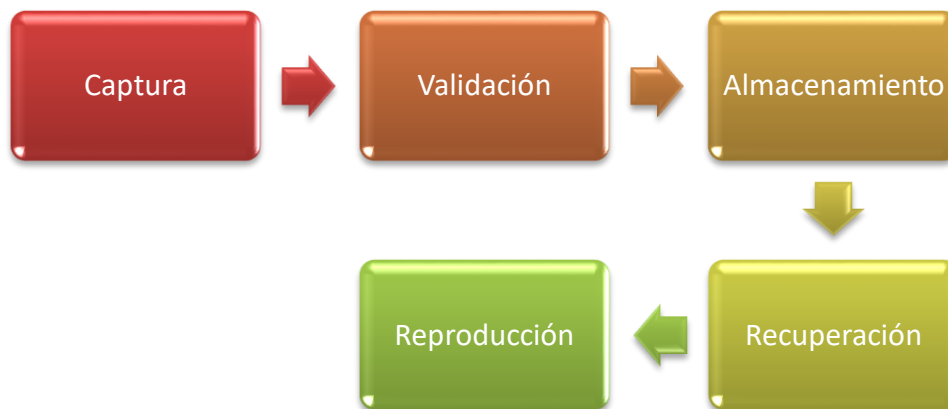 Captura
Validación
Almacenamiento
Recuperación
Reproducción